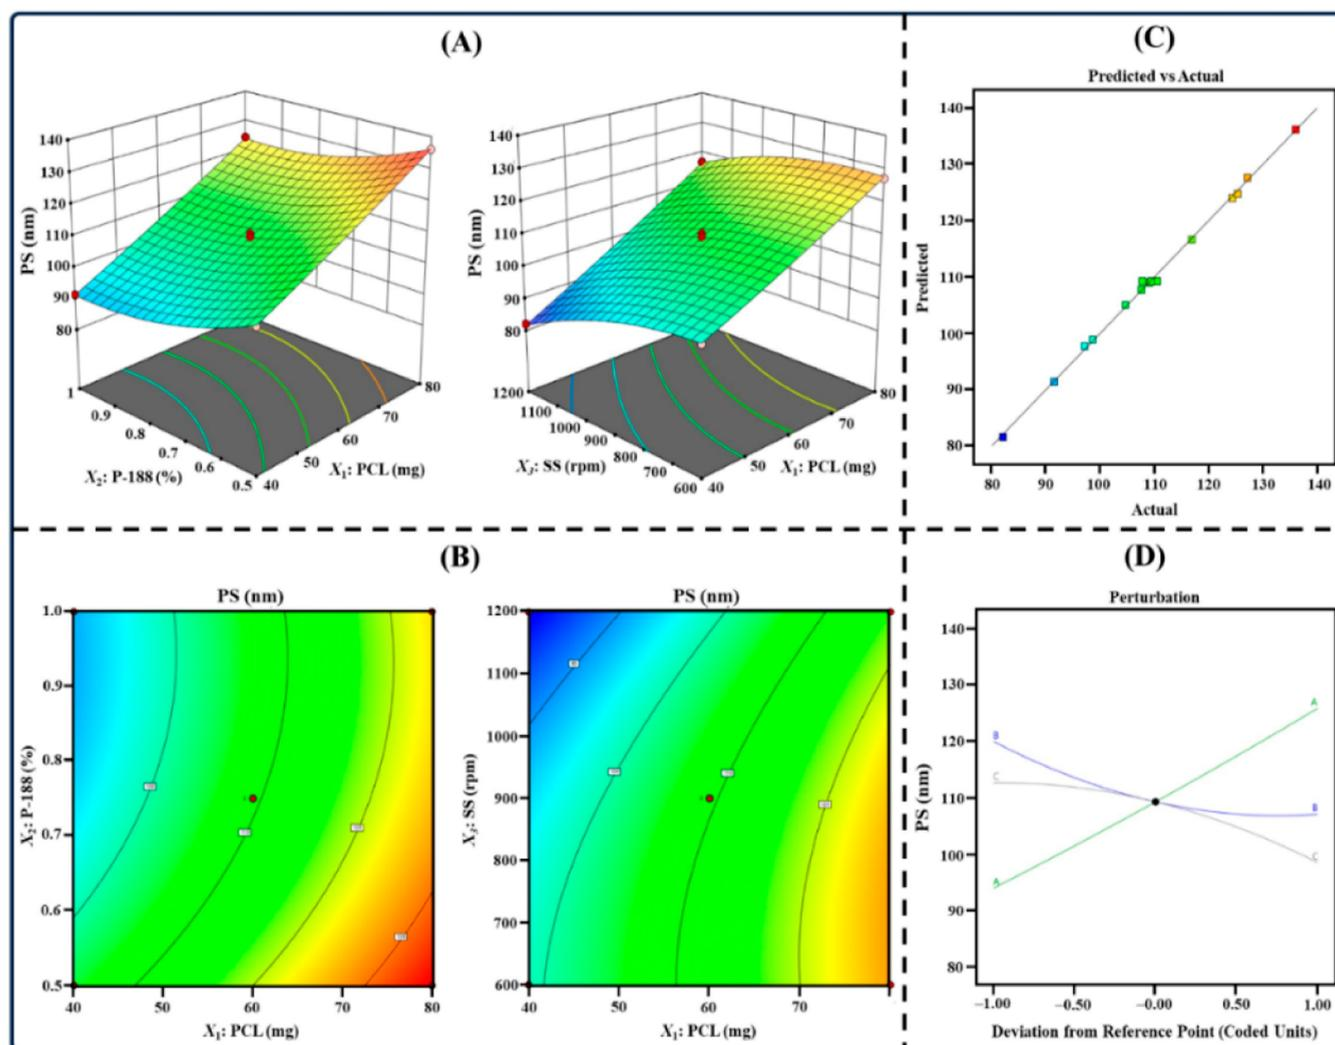 (A)
PS (nm)
140
130
120
110
100
90
80
1
0.9
0.8
0.7
0.6
0.5
X2: P-188 (%)
40
50
60
70
80
X1: PCL (mg)
PS (nm)
140
130
120
110
100
90
80
1200
1100
1000
900
800
700
600
X3: SS (rpm)
40
50
60
70
80
X1: PCL (mg)
(C)
Predicted vs Actual
Predicted
140
130
120
110
100
90
80
80 90 100 110 120 130 140
Actual
(B)
PS (nm)
X2: P-188 (%)
1.0
0.9
0.8
0.7
0.6
0.5
40 50 60 70 80
X1: PCL (mg)
PS (nm)
X3: SS (rpm)
1200
1100
1000
900
800
700
600
40 50 60 70
X1: PCL (mg)
(D)
Perturbation
PS (nm)
140
130
120
110
100
90
80
B
C
A
A
B
C
−1.00 −0.50 −0.00 0.50 1.00
Deviation from Reference Point (Coded Units)